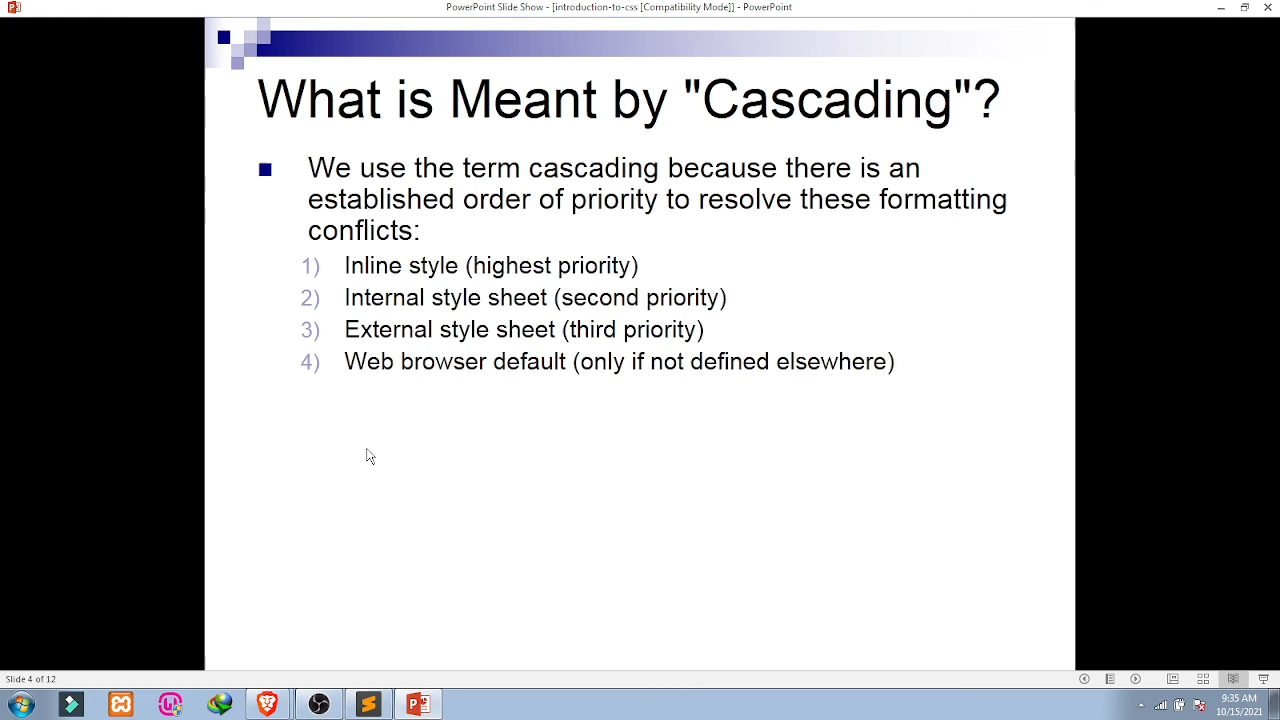 PowerPoint Slide Show - [introduction-to-css [Compatibility Mode]] - PowerPoint
What is Meant by "Cascading"?
We use the term cascading because there is an
established order of priority to resolve these formatting
conflicts:
1) Inline style (highest priority)
2) Internal style sheet (second priority)
3) External style sheet (third priority)
4) Web browser default (only if not defined elsewhere)
Slide 4 of 12
9:35 AM
10/15/2021